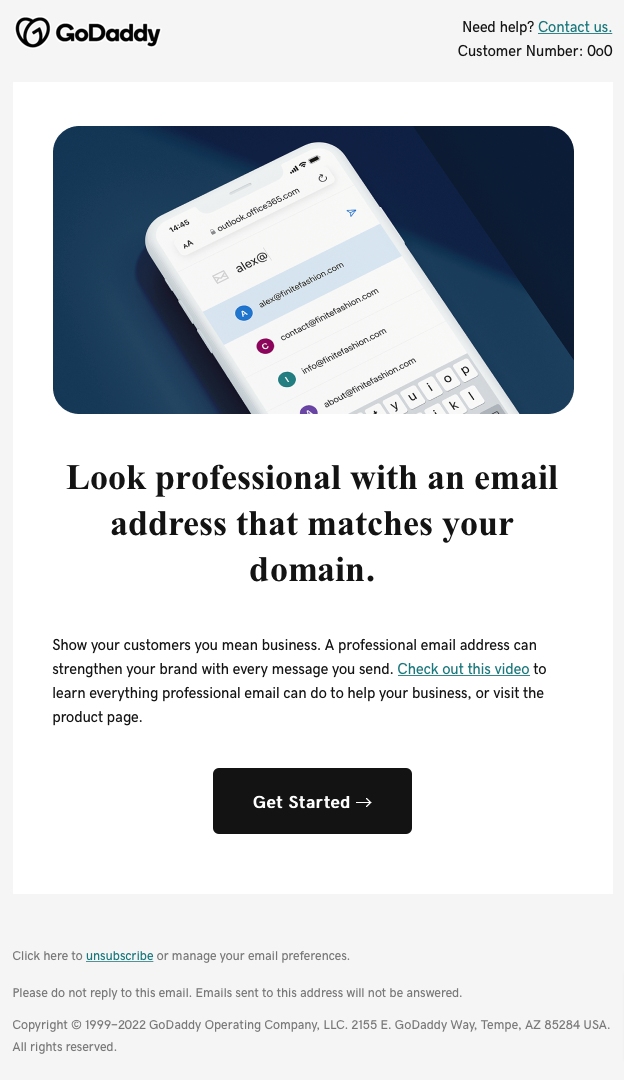 GoDaddy
Need help? Contact us.
Customer Number: 0o0
14:45
AA
outlook.office365.com
alex@
A
alex@finitefashion.com
C
contact@finitefashion.com
I
info@finitefashion.com
A
about@finitefashion.com
t y u i o p
k l
Look professional with an email
address that matches your
domain.
Show your customers you mean business. A professional email address can
strengthen your brand with every message you send. Check out this video to
learn everything professional email can do to help your business, or visit the
product page.
Get Started →
Click here to unsubscribe or manage your email preferences.
Please do not reply to this email. Emails sent to this address will not be answered.
Copyright © 1999–2022 GoDaddy Operating Company, LLC. 2155 E. GoDaddy Way, Tempe, AZ 85284 USA.
All rights reserved.